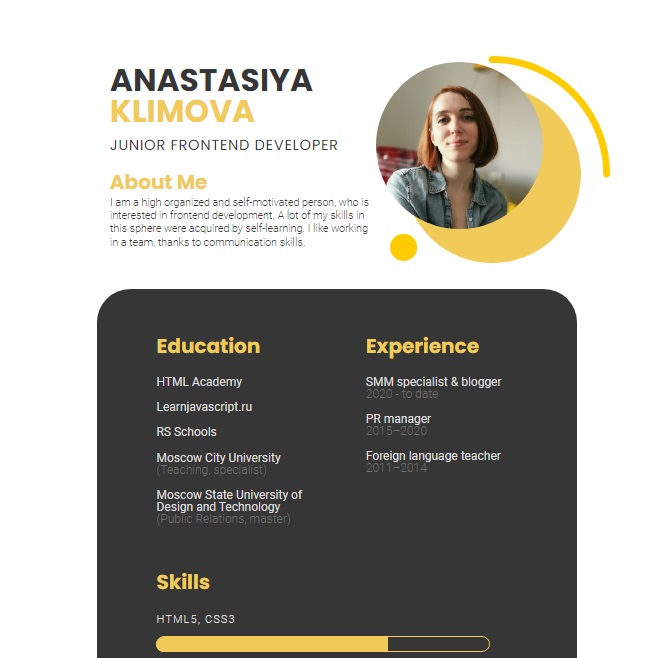 ANASTASIYA
KLIMOVA
JUNIOR FRONTEND DEVELOPER
About Me
I am a high organized and self-motivated person, who is
interested in frontend development. A lot of my skills in
this sphere were acquired by self-learning. I like working
in a team, thanks to communication skills.
Education
HTML Academy
Learnjavascript.ru
RS Schools
Moscow City University
(Teaching, specialist)
Moscow State University of
Design and Technology
(Public Relations, master)
Experience
SMM specialist & blogger
2020 - to date
PR manager
2015–2020
Foreign language teacher
2011–2014
Skills
HTML5, CSS3